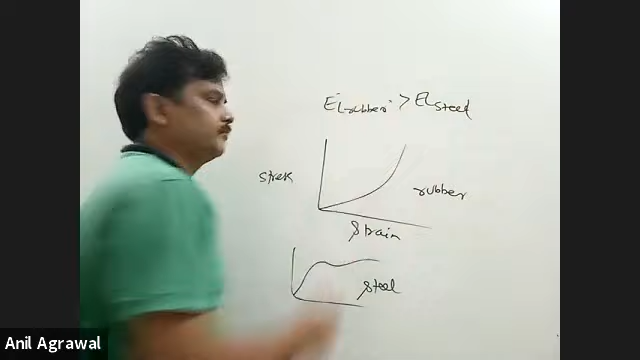 EL rubber > EL steel
stress
rubber
strain
steel
Anil Agrawal